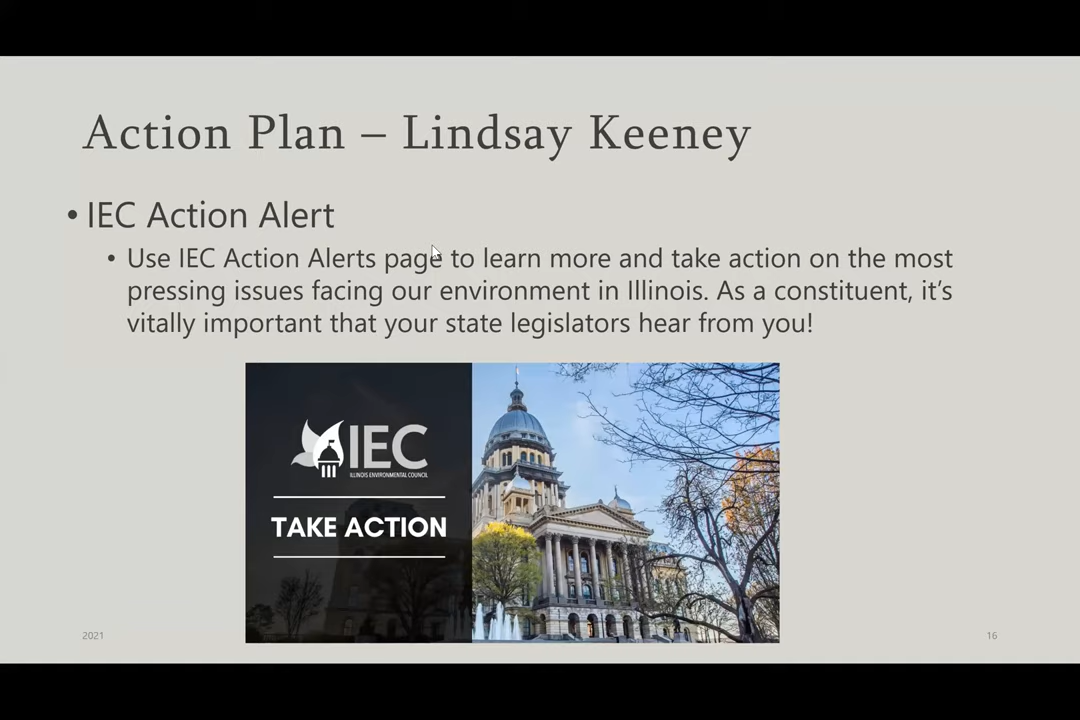 Action Plan – Lindsay Keeney
• IEC Action Alert
• Use IEC Action Alerts page to learn more and take action on the most
pressing issues facing our environment in Illinois. As a constituent, it’s
vitally important that your state legislators hear from you!
IEC
ILLINOIS ENVIRONMENTAL COUNCIL
TAKE ACTION
2021
16